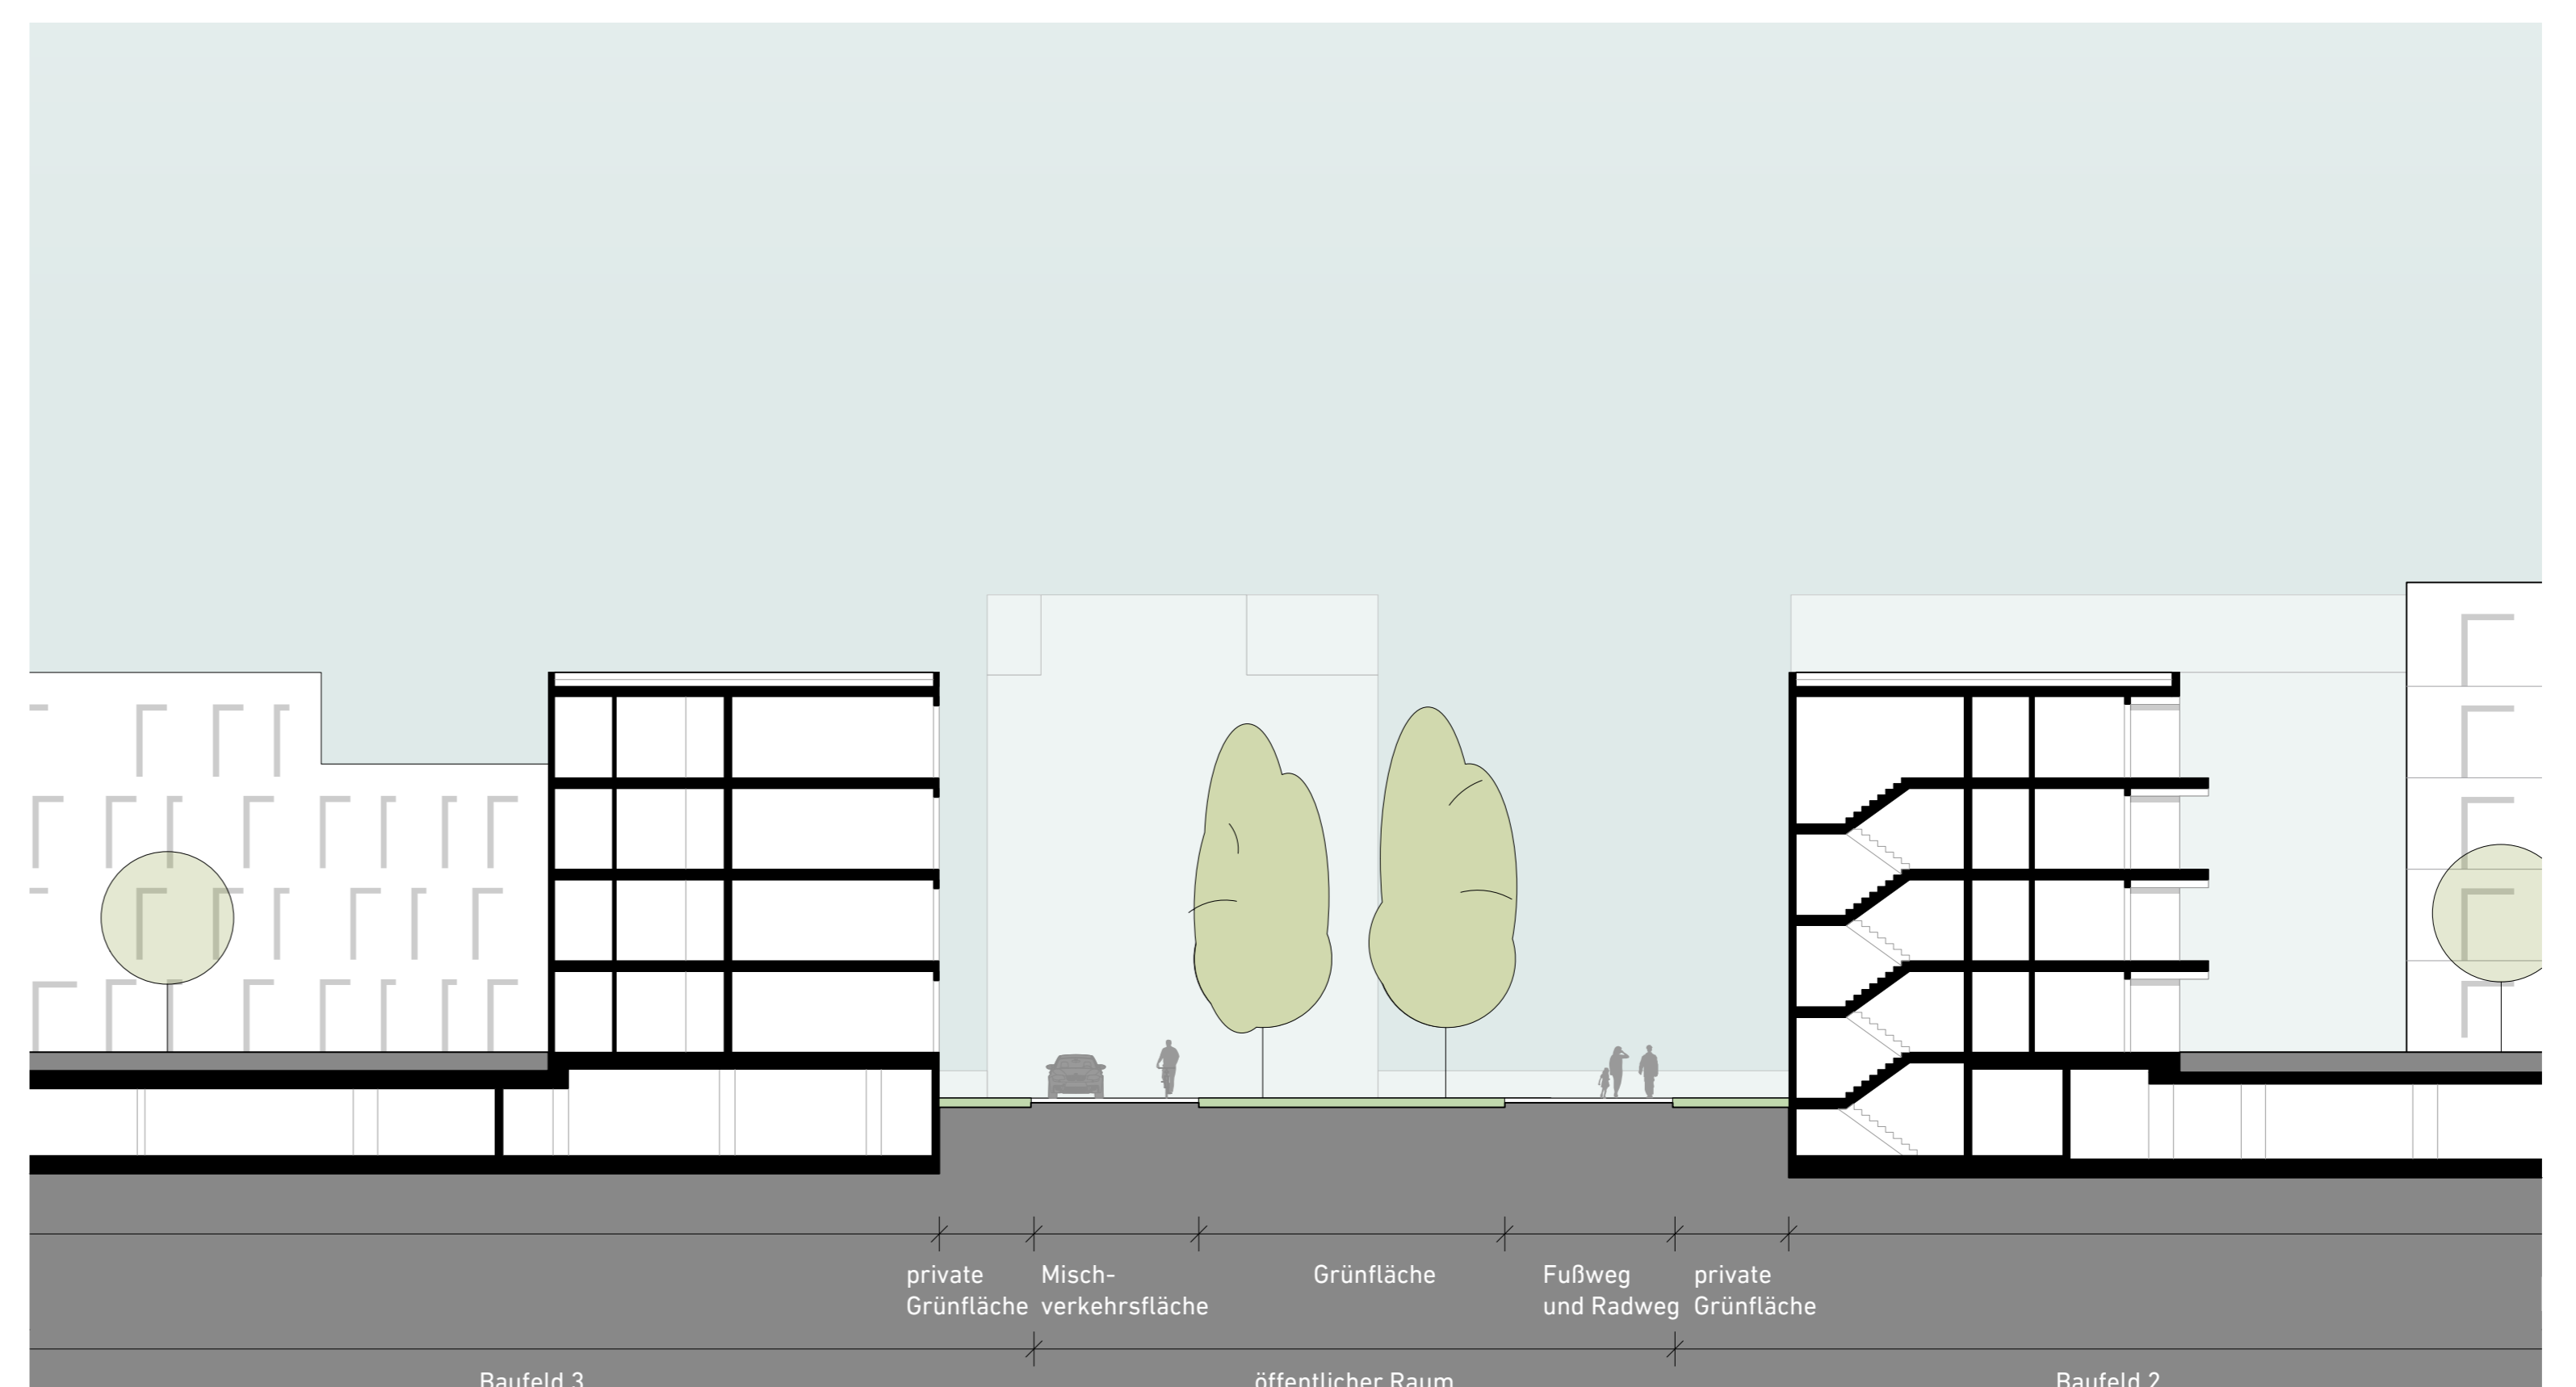 private
Grünfläche
Misch-
verkehrsfläche
Grünfläche
Fußweg
und Radweg
private
Grünfläche
Baufeld 3
öffentlicher Raum
Baufeld 2